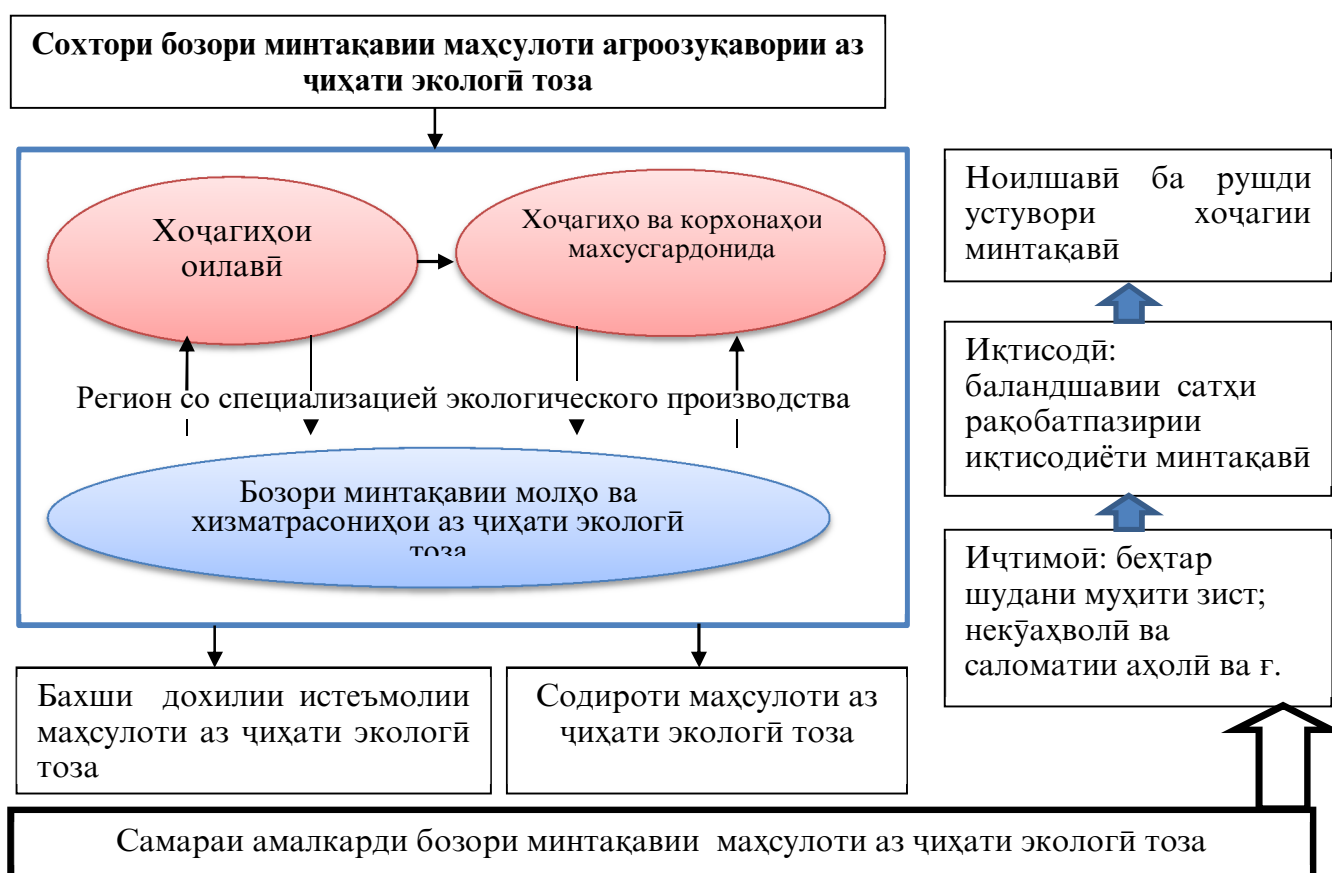 Сохтори бозори минтақавии маҳсулоти агроозуқавории аз
ҷиҳати экологӣ тоза
Хоҷагиҳои
оилавӣ
Хоҷагиҳо ва корхонаҳои
махсусгардонида
Регион со специализацией экологического производства
Бозори минтақавии молҳо ва
хизматрасониҳои аз ҷиҳати экологӣ
тоза
Бахши дохилии истеъмолии
маҳсулоти аз ҷиҳати экологӣ
тоза
Содироти маҳсулоти аз
ҷиҳати экологӣ тоза
Ноилшавӣ ба рушди
устувори хоҷагии
минтақавӣ
Иқтисодӣ:
баландшавии сатҳи
рақобатпазирии
иқтисодиёти минтақавӣ
Иҷтимоӣ: беҳтар
шудани муҳити зист;
некӯаҳволӣ ва
саломатии аҳолӣ ва ғ.
Самараи амалкарди бозори минтақавии маҳсулоти аз ҷиҳати экологӣ тоза